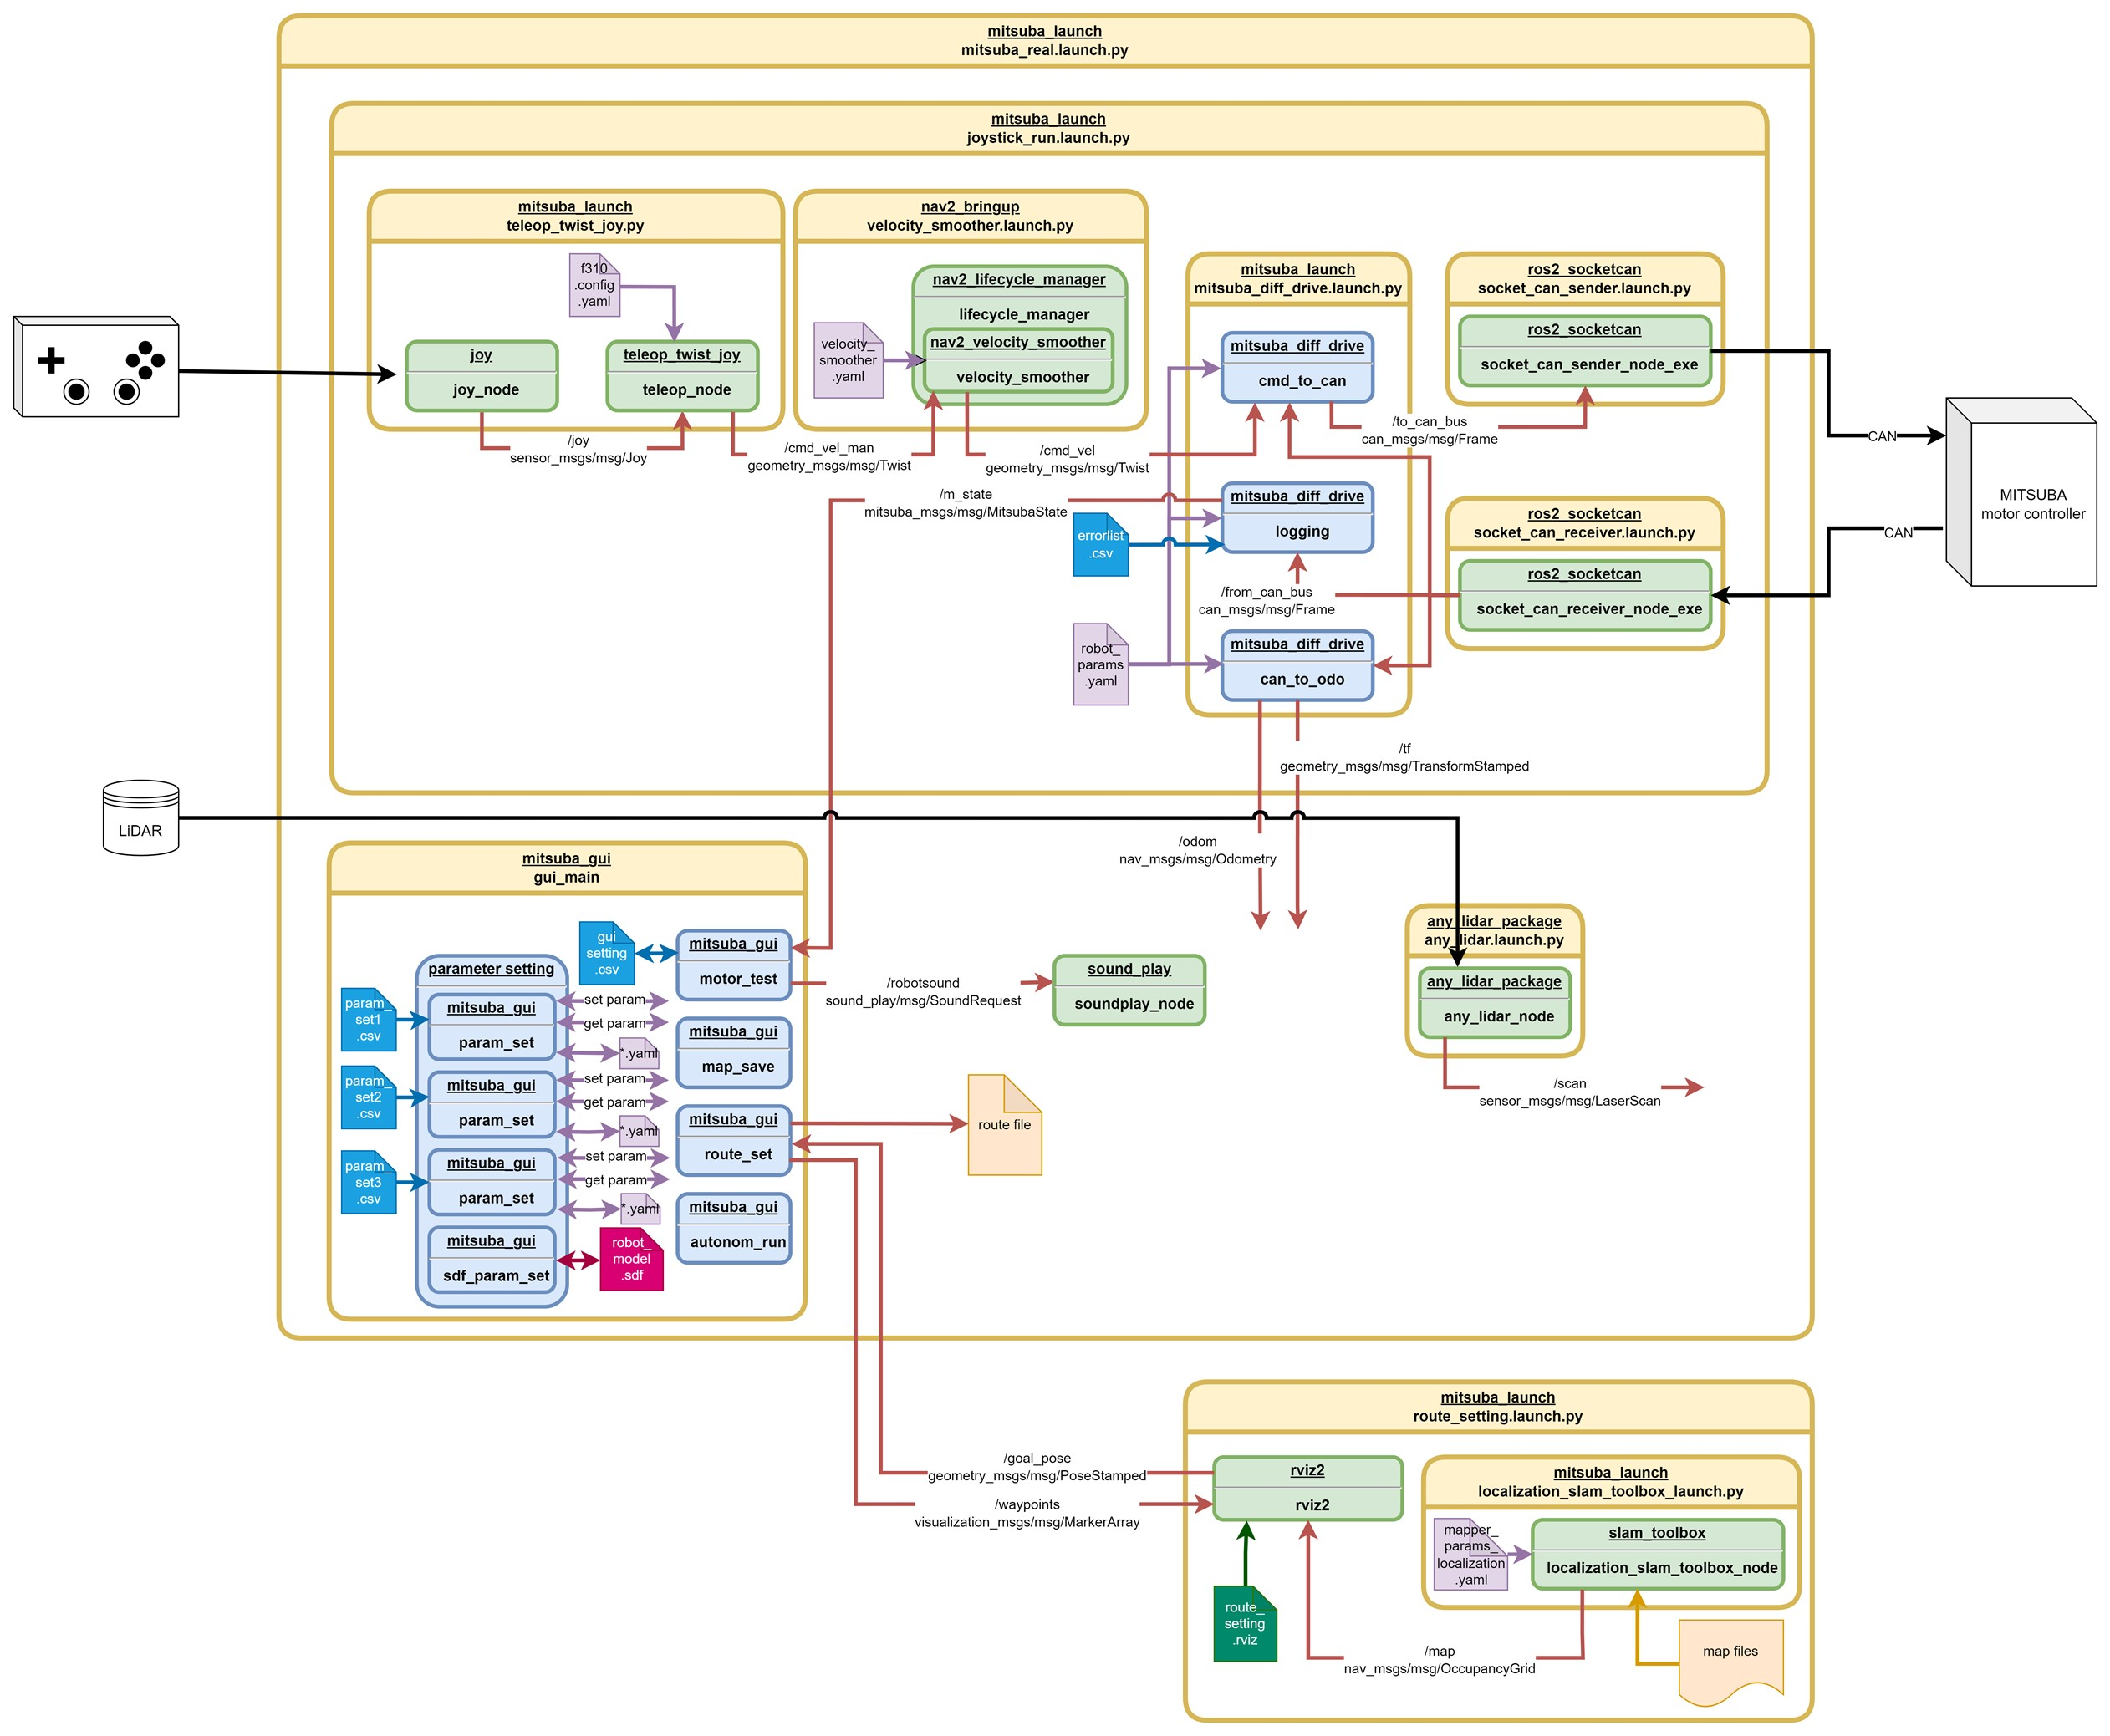 mitsuba_launch
mitsuba_real.launch.py
mitsuba_launch
joystick_run.launch.py
mitsuba_launch
teleop_twist_joy.py
f310
.config
.yaml
joy
joy_node
teleop_twist_joy
teleop_node
/joy
sensor_msgs/msg/Joy
nav2_bringup
velocity_smoother.launch.py
nav2_lifecycle_manager
lifecycle_manager
velocity_
smoother
.yaml
nav2_velocity_smoother
velocity_smoother
/cmd_vel_man
geometry_msgs/msg/Twist
/cmd_vel
geometry_msgs/msg/Twist
mitsuba_launch
mitsuba_diff_drive.launch.py
mitsuba_diff_drive
cmd_to_can
/to_can_bus
can_msgs/msg/Frame
ros2_socketcan
socket_can_sender.launch.py
ros2_socketcan
socket_can_sender_node_exe
CAN
MITSUBA
motor controller
CAN
/m_state
mitsuba_msgs/msg/MitsubaState
errorlist
.csv
mitsuba_diff_drive
logging
/from_can_bus
can_msgs/msg/Frame
ros2_socketcan
socket_can_receiver.launch.py
ros2_socketcan
socket_can_receiver_node_exe
robot_
params
.yaml
mitsuba_diff_drive
can_to_odo
/tf
geometry_msgs/msg/TransformStamped
/odom
nav_msgs/msg/Odometry
LiDAR
mitsuba_gui
gui_main
gui
setting
.csv
mitsuba_gui
motor_test
/robotsound
sound_play/msg/SoundRequest
sound_play
soundplay_node
any_lidar_package
any_lidar.launch.py
any_lidar_package
any_lidar_node
/scan
sensor_msgs/msg/LaserScan
parameter setting
param_
set1
.csv
mitsuba_gui
param_set
set param
get param
*.yaml
mitsuba_gui
map_save
param_
set2
.csv
mitsuba_gui
param_set
set param
get param
*.yaml
mitsuba_gui
route_set
route file
param_
set3
.csv
mitsuba_gui
param_set
set param
get param
*.yaml
mitsuba_gui
autonom_run
mitsuba_gui
sdf_param_set
robot_
model
.sdf
mitsuba_launch
route_setting.launch.py
/goal_pose
geometry_msgs/msg/PoseStamped
/waypoints
visualization_msgs/msg/MarkerArray
rviz2
rviz2
route_
setting
.rviz
mitsuba_launch
localization_slam_toolbox_launch.py
mapper_
params_
localization
.yaml
slam_toolbox
localization_slam_toolbox_node
/map
nav_msgs/msg/OccupancyGrid
map files